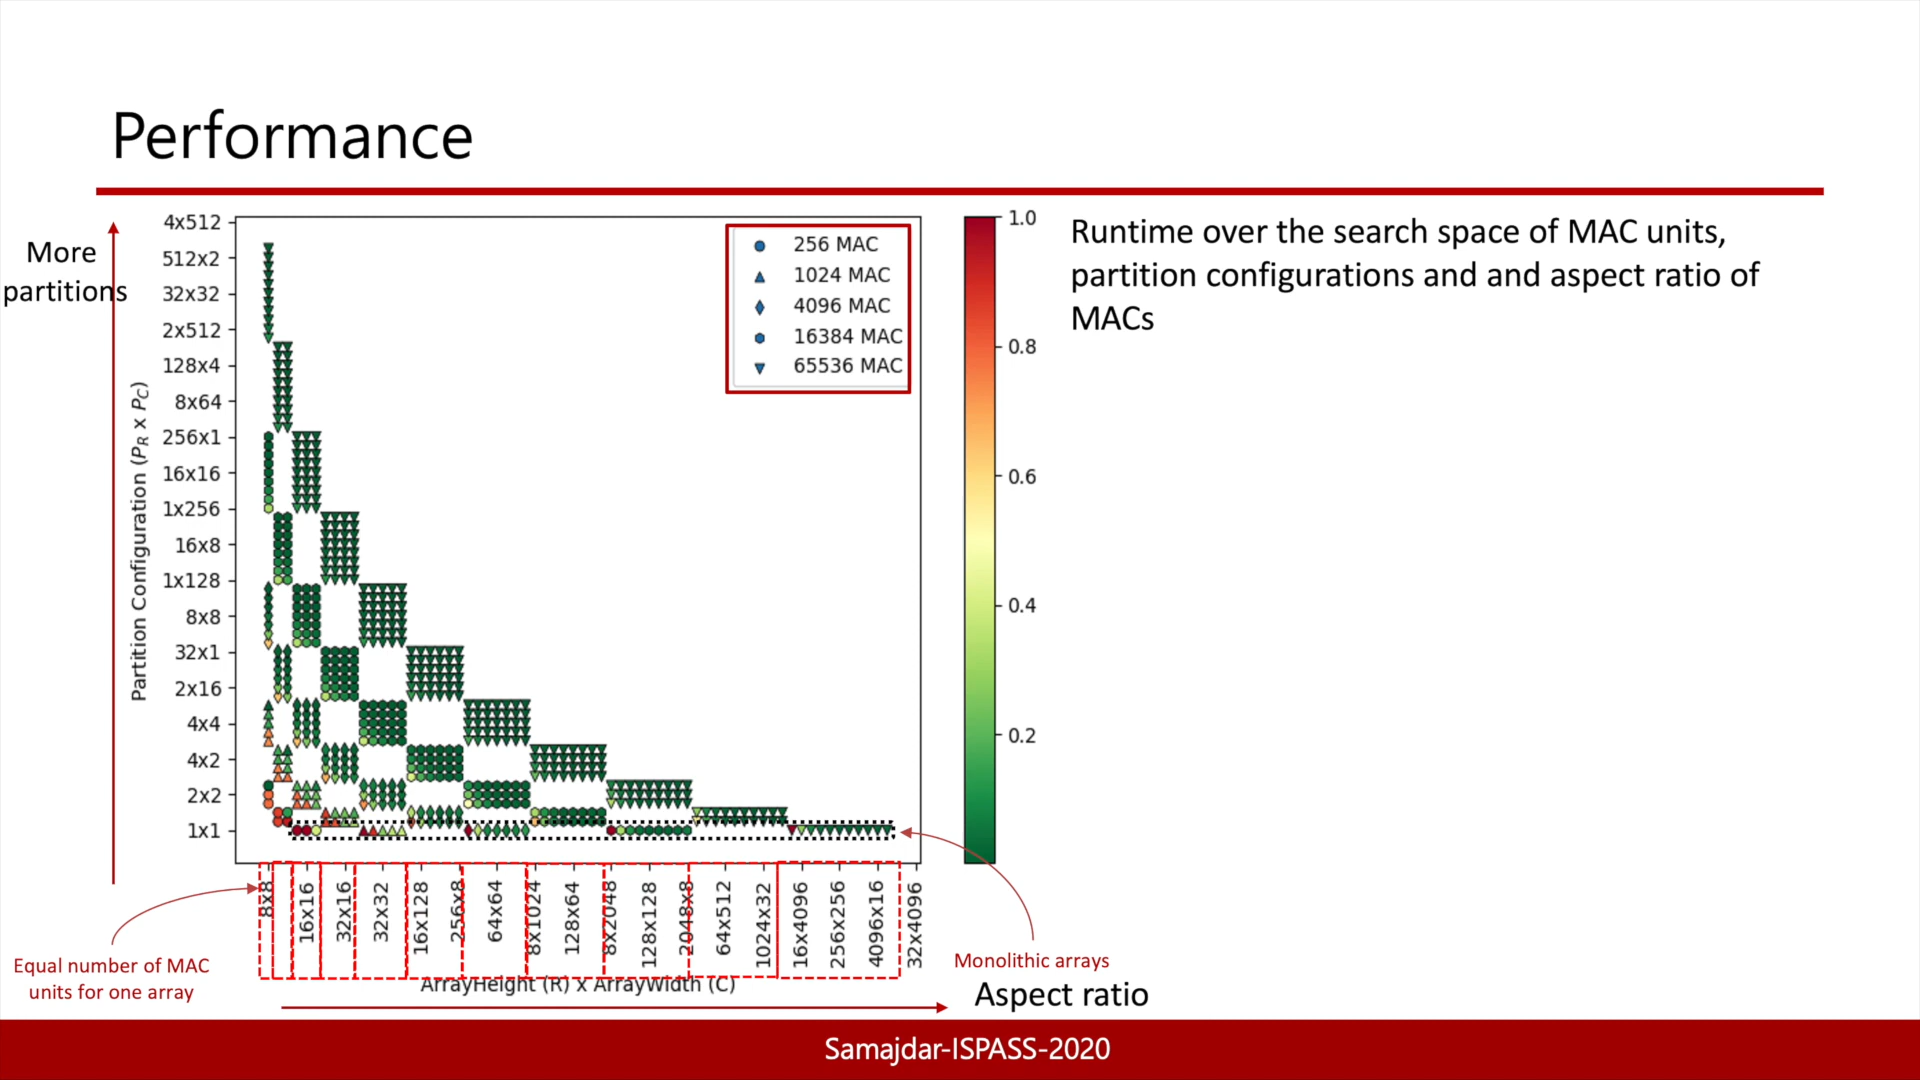 Performance
More
partitions
4x512
512x2
32x32
2x512
128x4
8x64
256x1
16x16
1x256
16x8
1x128
8x8
32x1
2x16
4x4
4x2
2x2
1x1
Partition Configuration (P_R x P_C)
256 MAC
1024 MAC
4096 MAC
16384 MAC
65536 MAC
1.0
0.8
0.6
0.4
0.2
Runtime over the search space of MAC units,
partition configurations and and aspect ratio of
MACs
8x8
16x16
32x16
32x32
16x128
256x8
64x64
8x1024
128x64
8x2048
128x128
2048x8
64x512
1024x32
16x4096
256x256
4096x16
32x4096
ArrayHeight (R) x ArrayWidth (C)
Equal number of MAC
units for one array
Monolithic arrays
Aspect ratio
Samajdar-ISPASS-2020